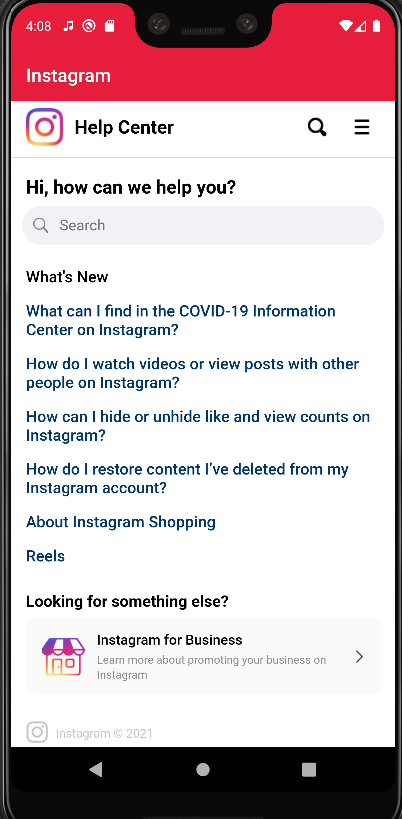 4:08
Instagram
Help Center
Hi, how can we help you?
Search
What's New
What can I find in the COVID-19 Information
Center on Instagram?
How do I watch videos or view posts with other
people on Instagram?
How can I hide or unhide like and view counts on
Instagram?
How do I restore content I've deleted from my
Instagram account?
About Instagram Shopping
Reels
Looking for something else?
Instagram for Business
Learn more about promoting your business on
Instagram
Instagram © 2021